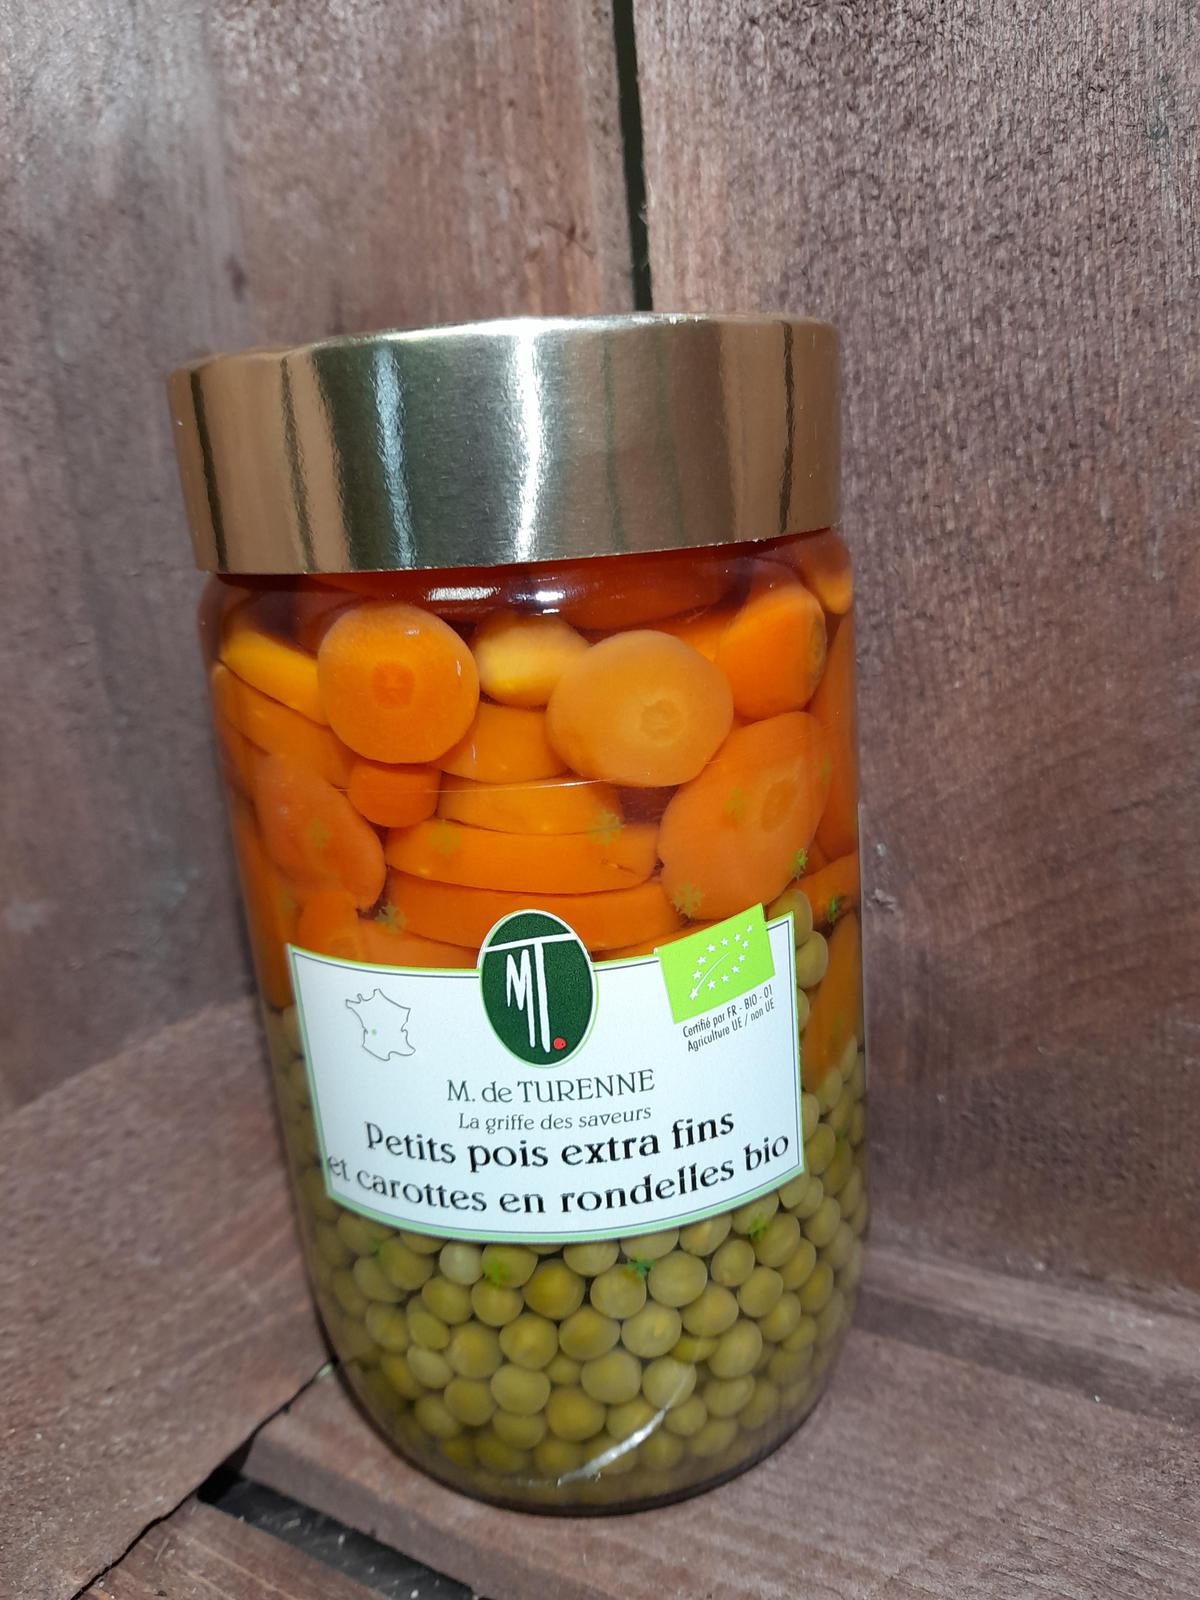 MT.
Certifié par FR - BIO - 01
Agriculture UE / non UE
M. de TURENNE
La griffe des saveurs
Petits pois extra fins
et carottes en rondelles bio